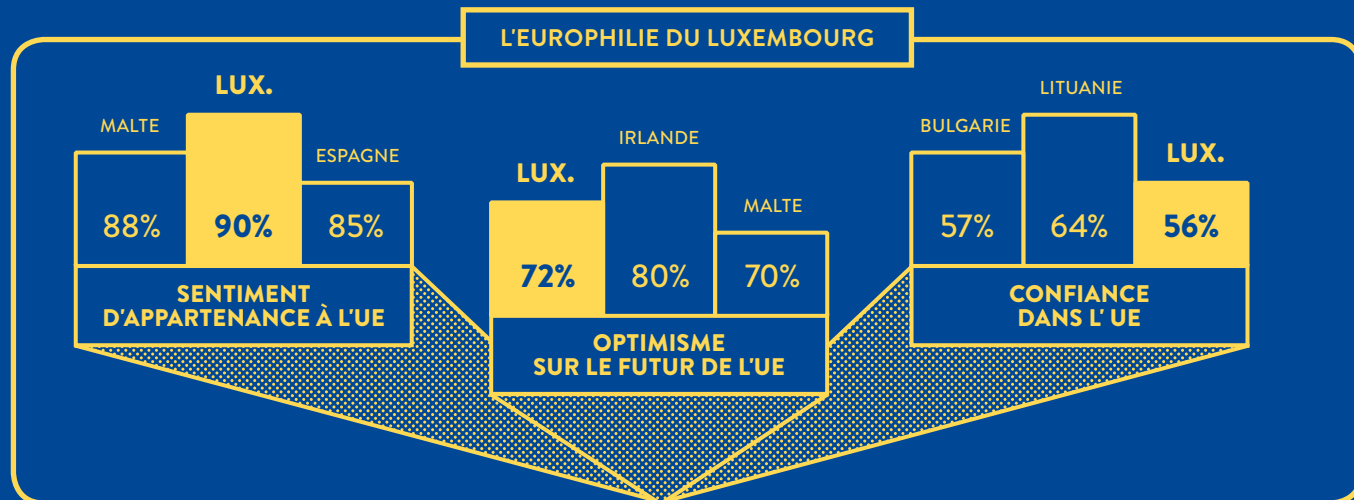 L'EUROPHILIE DU LUXEMBOURG
MALTE
LUX.
ESPAGNE
88%
90%
85%
SENTIMENT
D'APPARTENANCE À L'UE
LUX.
IRLANDE
MALTE
72%
80%
70%
OPTIMISME
SUR LE FUTUR DE L'UE
BULGARIE
LITUANIE
LUX.
57%
64%
56%
CONFIANCE
DANS L' UE